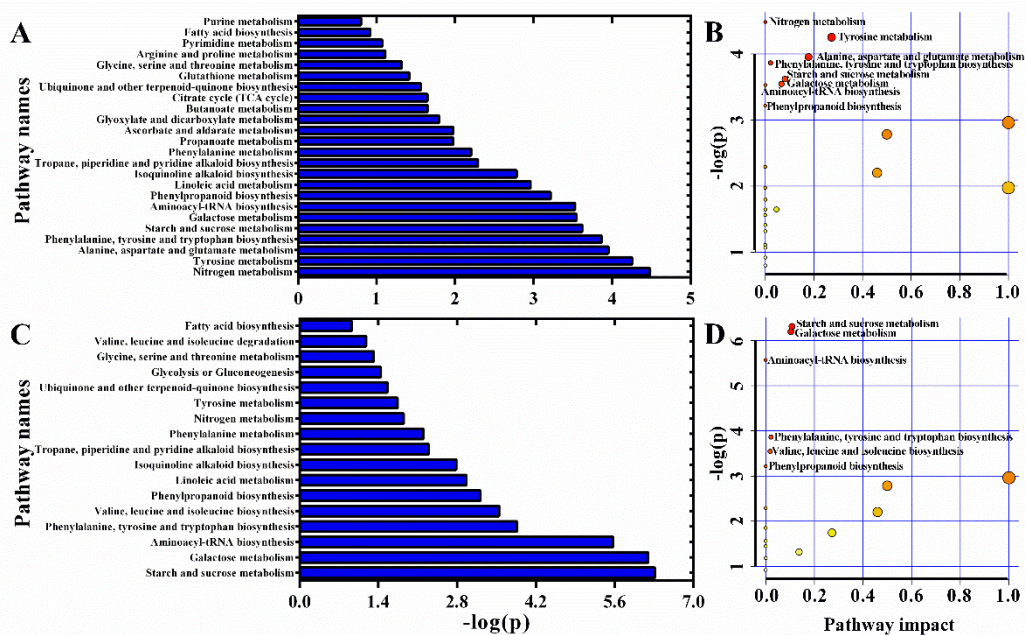 A
Pathway names
Purine metabolism
Fatty acid biosynthesis
Pyrimidine metabolism
Arginine and proline metabolism
Glycine, serine and threonine metabolism
Glutathione metabolism
Ubiquinone and other terpenoid-quinone biosynthesis
Citrate cycle (TCA cycle)
Butanoate metabolism
Glyoxylate and dicarboxylate metabolism
Ascorbate and aldarate metabolism
Propanoate metabolism
Phenylalanine metabolism
Tropane, piperidine and pyridine alkaloid biosynthesis
Isoquinoline alkaloid biosynthesis
Linoleic acid metabolism
Phenylpropanoid biosynthesis
Aminoacyl-tRNA biosynthesis
Galactose metabolism
Starch and sucrose metabolism
Phenylalanine, tyrosine and tryptophan biosynthesis
Alanine, aspartate and glutamate metabolism
Tyrosine metabolism
Nitrogen metabolism
0 1 2 3 4 5
B
-log(p)
4
3
2
1
Nitrogen metabolism
Tyrosine metabolism
Alanine, aspartate and glutamate metabolism
Phenylalanine, tyrosine and tryptophan biosynthesis
Starch and sucrose metabolism
Galactose metabolism
Aminoacyl-tRNA biosynthesis
Phenylpropanoid biosynthesis
0.0 0.2 0.4 0.6 0.8 1.0
C
Pathway names
Fatty acid biosynthesis
Valine, leucine and isoleucine degradation
Glycine, serine and threonine metabolism
Glycolysis or Gluconeogenesis
Ubiquinone and other terpenoid-quinone biosynthesis
Tyrosine metabolism
Nitrogen metabolism
Phenylalanine metabolism
Tropane, piperidine and pyridine alkaloid biosynthesis
Isoquinoline alkaloid biosynthesis
Linoleic acid metabolism
Phenylpropanoid biosynthesis
Valine, leucine and isoleucine biosynthesis
Phenylalanine, tyrosine and tryptophan biosynthesis
Aminoacyl-tRNA biosynthesis
Galactose metabolism
Starch and sucrose metabolism
0.0 1.4 2.8 4.2 5.6 7.0
-log(p)
D
-log(p)
6
5
4
3
2
1
Starch and sucrose metabolism
Galactose metabolism
Aminoacyl-tRNA biosynthesis
Phenylalanine, tyrosine and tryptophan biosynthesis
Valine, leucine and isoleucine biosynthesis
Phenylpropanoid biosynthesis
0.0 0.2 0.4 0.6 0.8 1.0
Pathway impact